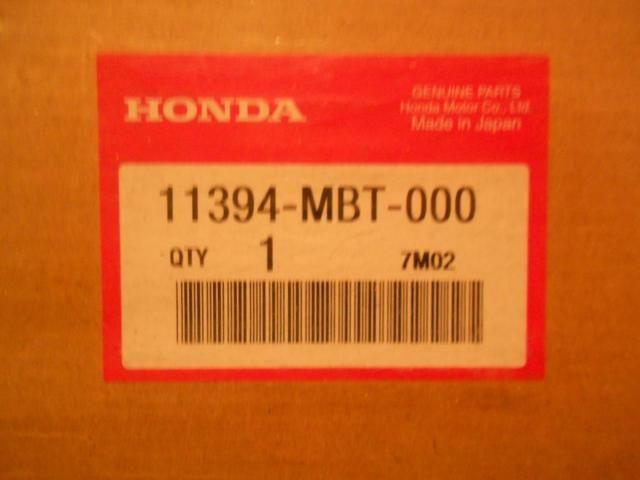 HONDA
GENUINE PARTS
Honda Motor Co., Ltd.
Made in Japan
11394-MBT-000
QTY 1 7M02